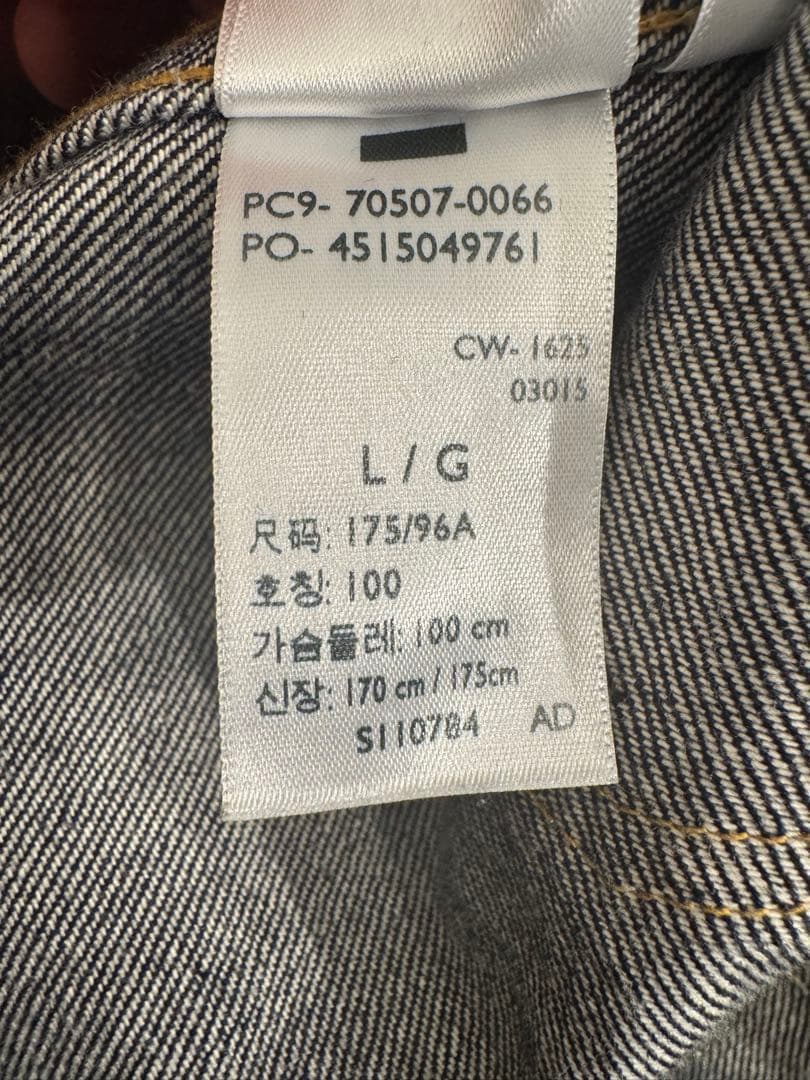 PC9- 70507-0066
PO- 4515049761
CW- 1625
03015
L / G
尺码: 175/96A
호칭: 100
가슴둘레: 100 cm
신장: 170 cm / 175cm
S110784 AD